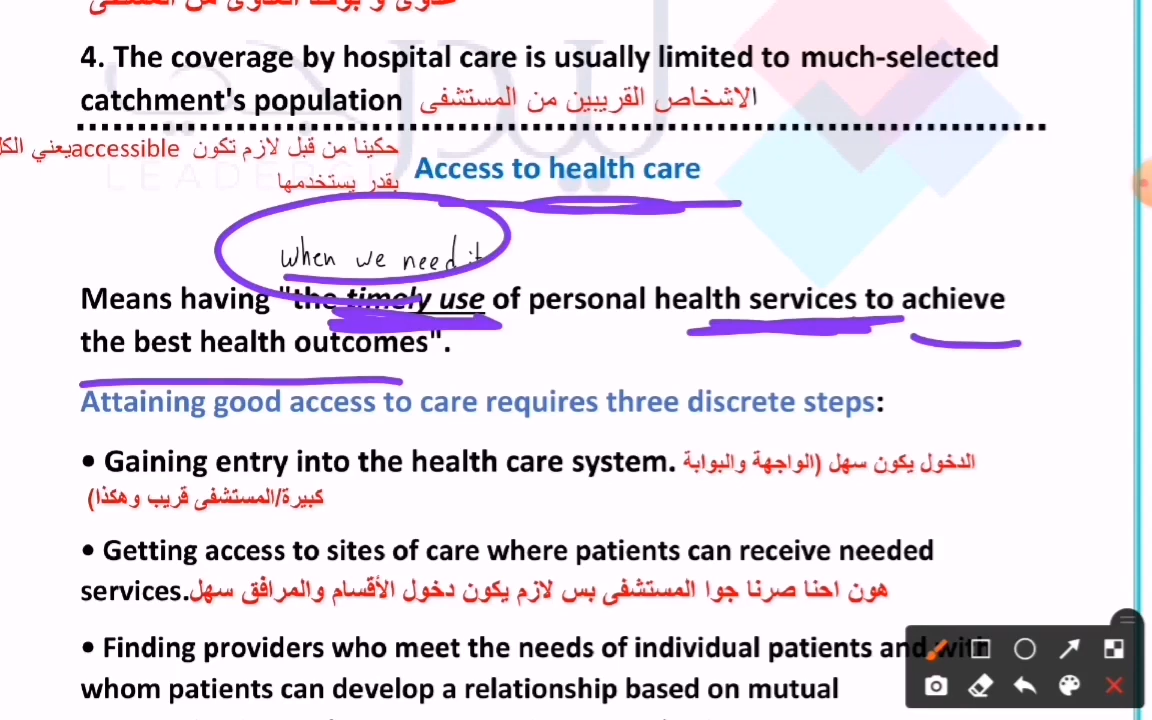 عدوى و يوخد العدوى من المستشفى
4. The coverage by hospital care is usually limited to much-selected
catchment's population الاشخاص القريبين من المستشفى
حكينا من قبل لازم تكون accessible يعني الكل
بقدر يستخدمها
Access to health care
LEADER
When we need it
Means having "the timely use of personal health services to achieve
the best health outcomes".
Attaining good access to care requires three discrete steps:
• Gaining entry into the health care system. الدخول يكون سهل (الواجهة والبوابة
كبيرة/المستشفى قريب وهكذا)
• Getting access to sites of care where patients can receive needed
services. هون احنا صرنا جوا المستشفى بس لازم يكون دخول الأقسام والمرافق سهل
• Finding providers who meet the needs of individual patients and with
whom patients can develop a relationship based on mutual